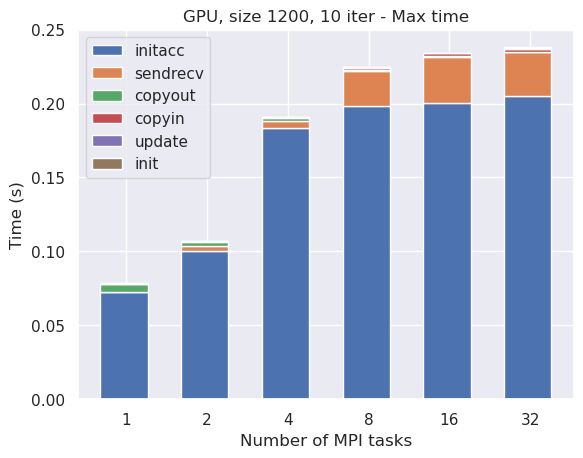 GPU, size 1200, 10 iter - Max time
0.25
0.20
0.15
0.10
0.05
0.00
Time (s)
initacc
sendrecv
copyout
copyin
update
init
1 2 4 8 16 32
Number of MPI tasks